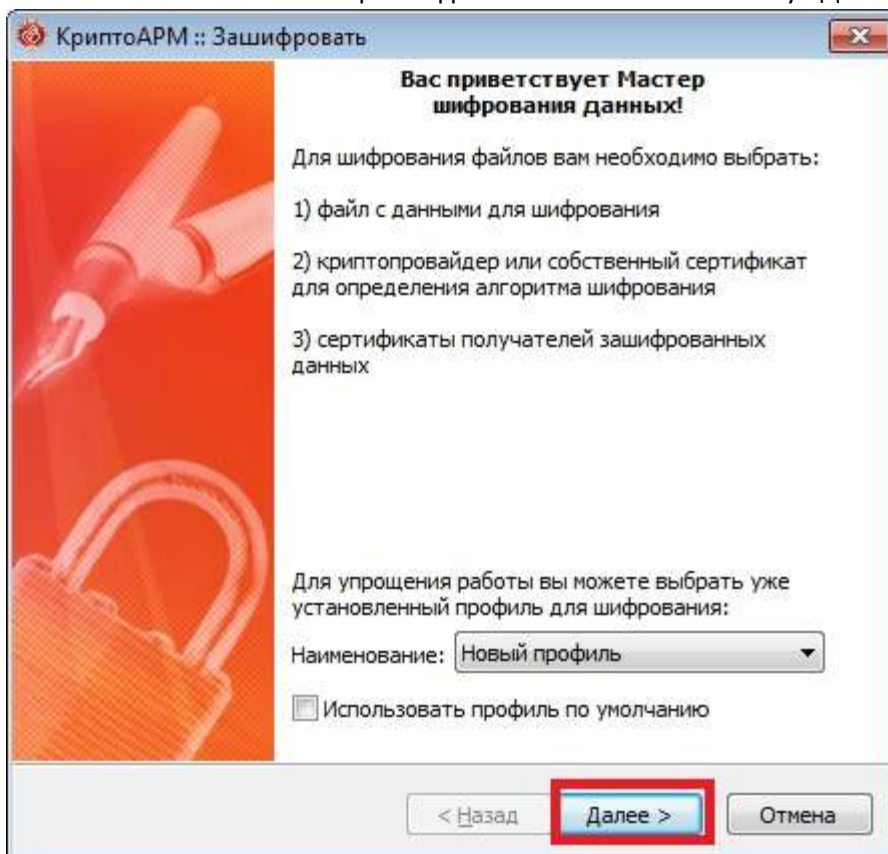 КриптоАРМ :: Зашифровать
Вас приветствует Мастер
шифрования данных!
Для шифрования файлов вам необходимо выбрать:
1) файл с данными для шифрования
2) криптопровайдер или собственный сертификат
для определения алгоритма шифрования
3) сертификаты получателей зашифрованных
данных
Для упрощения работы вы можете выбрать уже
установленный профиль для шифрования:
Наименование: Новый профиль
Использовать профиль по умолчанию
< Назад Далее > Отмена